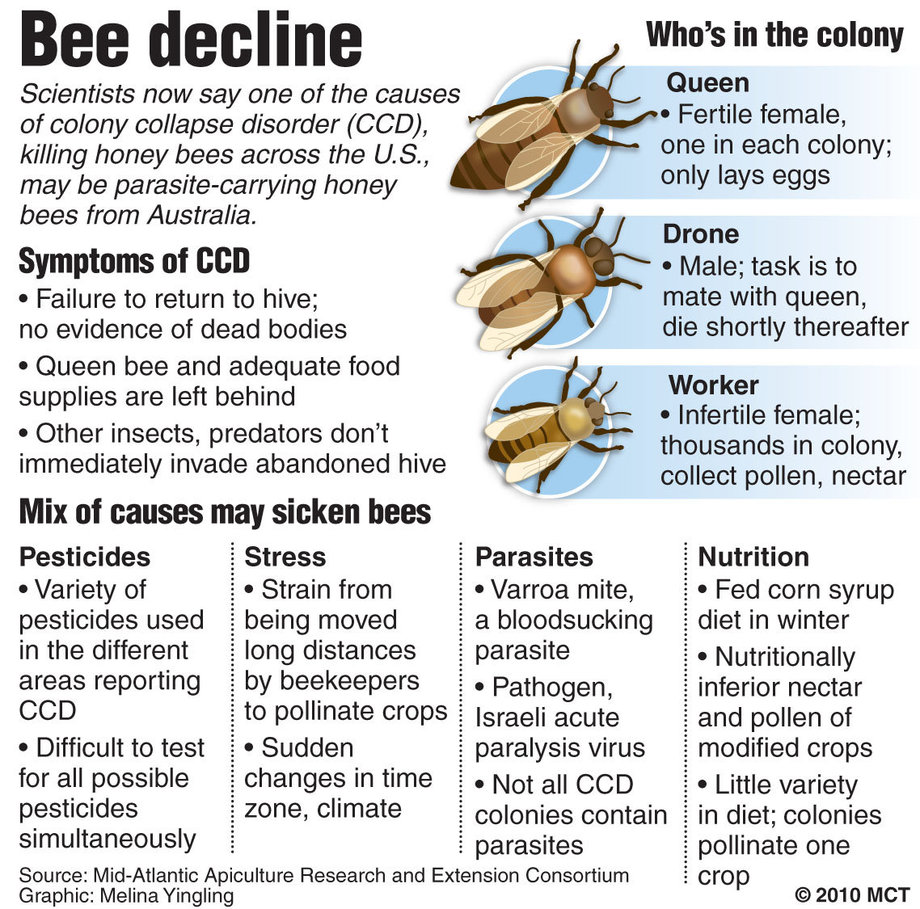 Bee decline
Scientists now say one of the causes
of colony collapse disorder (CCD),
killing honey bees across the U.S.,
may be parasite-carrying honey
bees from Australia.
Symptoms of CCD
• Failure to return to hive;
no evidence of dead bodies
• Queen bee and adequate food
supplies are left behind
• Other insects, predators don't
immediately invade abandoned hive
Who's in the colony
Queen
• Fertile female,
one in each colony;
only lays eggs
Drone
• Male; task is to
mate with queen,
die shortly thereafter
Worker
• Infertile female;
thousands in colony,
collect pollen, nectar
Mix of causes may sicken bees
Pesticides
• Variety of
pesticides used
in the different
areas reporting
CCD
• Difficult to test
for all possible
pesticides
simultaneously
Stress
• Strain from
being moved
long distances
by beekeepers
to pollinate crops
• Sudden
changes in time
zone, climate
Parasites
• Varroa mite,
a bloodsucking
parasite
• Pathogen,
Israeli acute
paralysis virus
• Not all CCD
colonies contain
parasites
Nutrition
• Fed corn syrup
diet in winter
• Nutritionally
inferior nectar
and pollen of
modified crops
• Little variety
in diet; colonies
pollinate one
crop
Source: Mid-Atlantic Apiculture Research and Extension Consortium
Graphic: Melina Yingling
© 2010 MCT